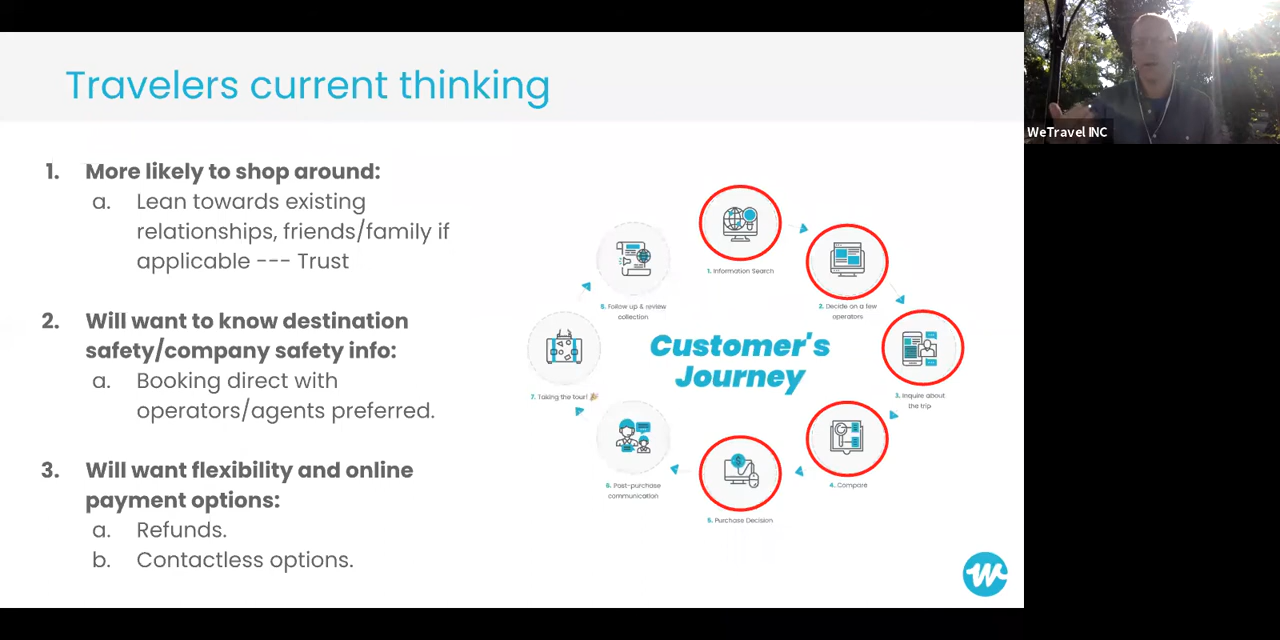 Travelers current thinking
1. More likely to shop around:
a. Lean towards existing
relationships, friends/family if
applicable --- Trust
2. Will want to know destination
safety/company safety info:
a. Booking direct with
operators/agents preferred.
3. Will want flexibility and online
payment options:
a. Refunds.
b. Contactless options.
Customer's
Journey
1. Information Search
2. Decide on a few
operators
3. Inquire about
the trip
4. Compare
5. Purchase Decision
6. Post-purchase
communication
7. Taking the tour! 🎉
8. Follow up & review
collection
WeTravel INC